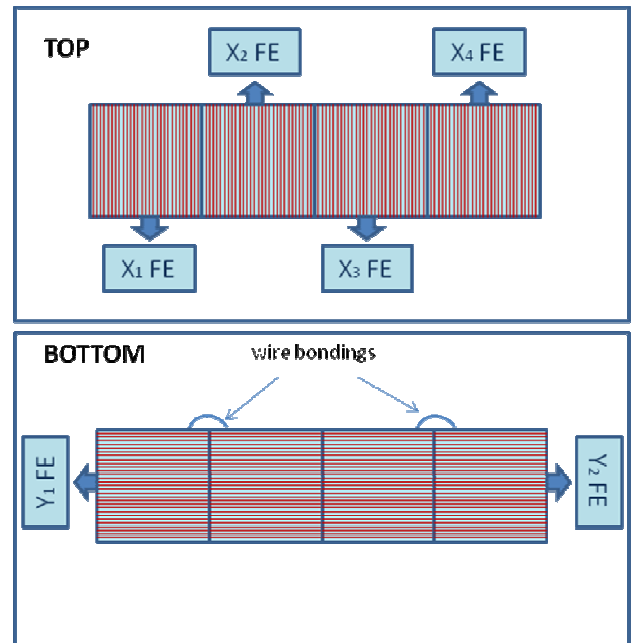 TOP
X₂ FE
X₄ FE
X₁ FE
X₃ FE
BOTTOM
wire bondings
Y₁ FE
Y₂ FE